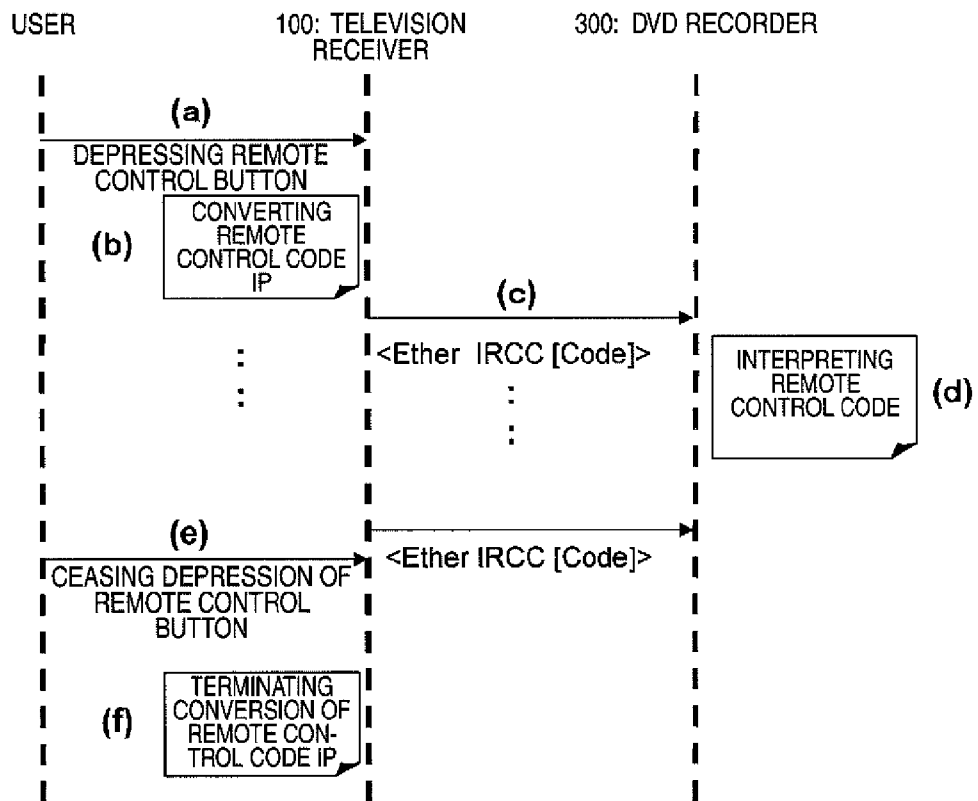 USER
100: TELEVISION
RECEIVER
300: DVD RECORDER
(a)
DEPRESSING REMOTE
CONTROL BUTTON
(b)
CONVERTING
REMOTE
CONTROL CODE
IP
(c)
<Ether IRCC [Code]>
INTERPRETING
REMOTE
CONTROL CODE
(d)
(e)
CEASING DEPRESSION OF
REMOTE CONTROL
BUTTON
<Ether IRCC [Code]>
(f)
TERMINATING
CONVERSION OF
REMOTE CON-
TROL CODE IP